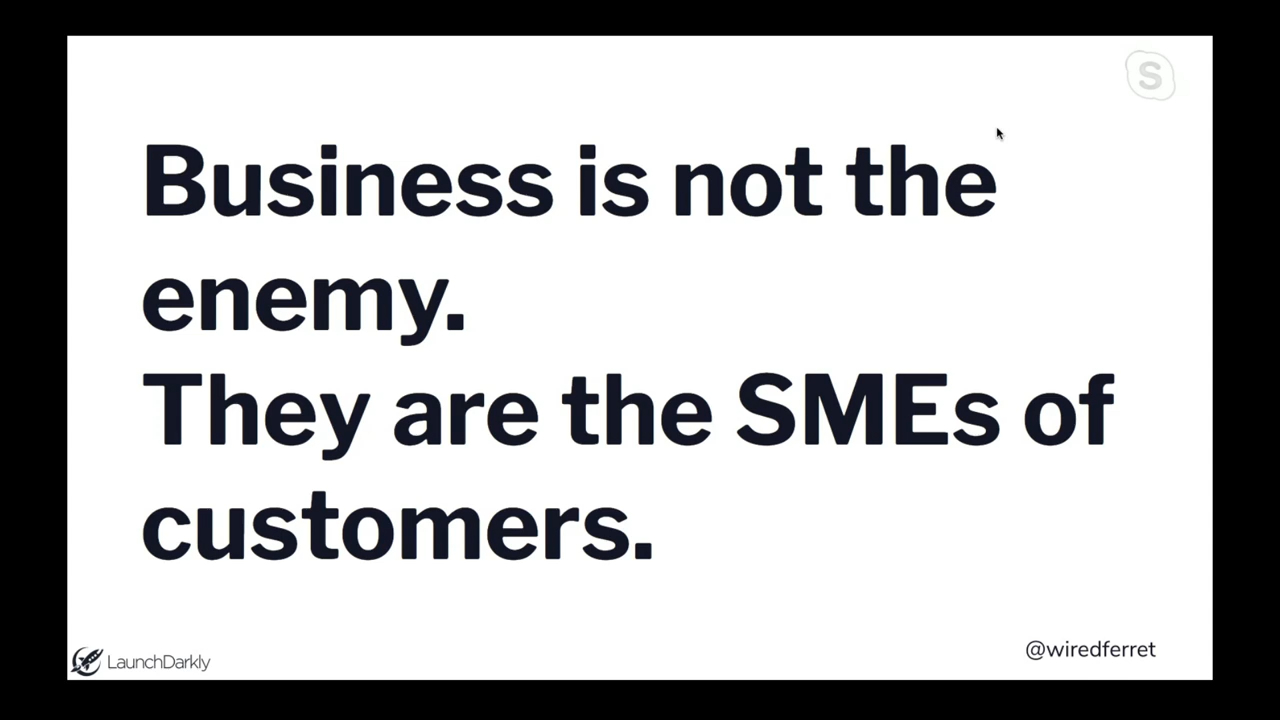 S
Business is not the
enemy.
They are the SMEs of
customers.
LaunchDarkly
@wiredferret